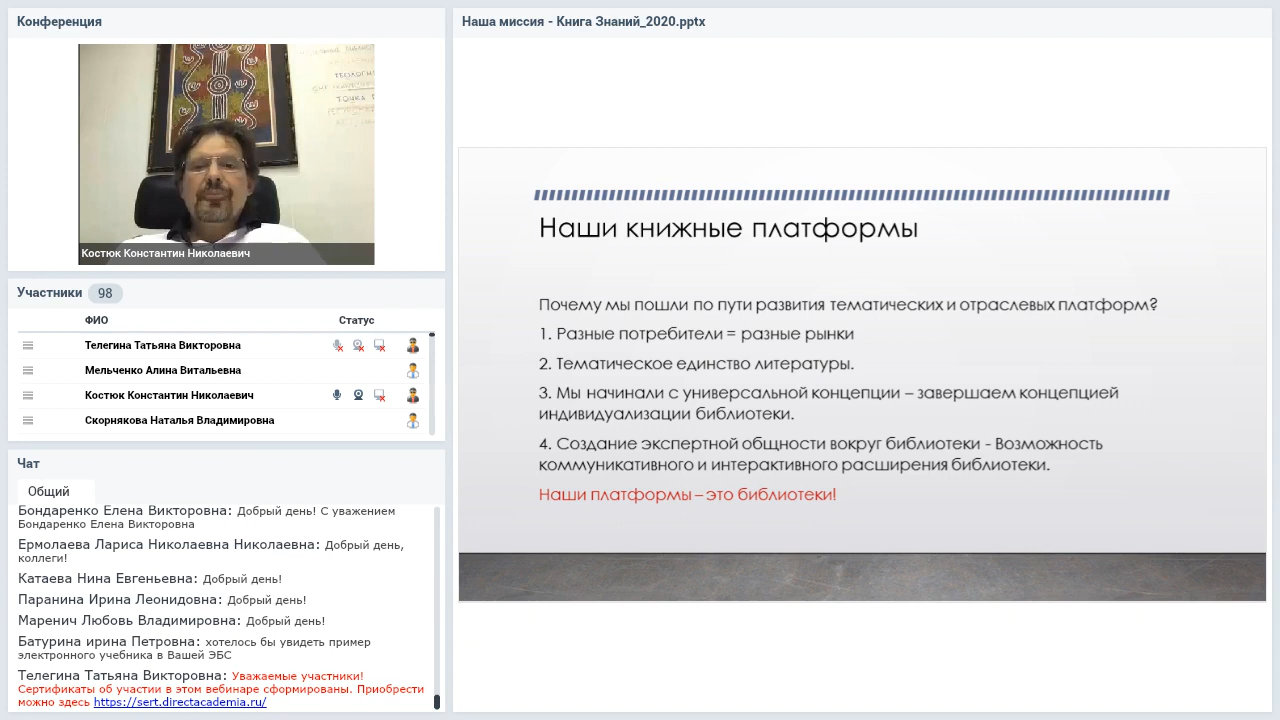 Конференция
ТЕОЛОГИ
ТОЧКЕ
Костюк Константин Николаевич
Участники 98
ФИО Статус
Телегина Татьяна Викторовна
Мельченко Алина Витальевна
Костюк Константин Николаевич
Скорнякова Наталья Владимировна
Чат
Общий
Бондаренко Елена Викторовна: Добрый день! С уважением
Бондаренко Елена Викторовна
Ермолаева Лариса Николаевна Николаевна: Добрый день,
коллеги!
Катаева Нина Евгеньевна: Добрый день!
Паранина Ирина Леонидовна: Добрый день!
Маренич Любовь Владимировна: Добрый день!
Батурина ирина Петровна: хотелось бы увидеть пример
электронного учебника в Вашей ЭБС
Телегина Татьяна Викторовна: Уважаемые участники!
Сертификаты об участии в этом вебинаре сформированы. Приобрести
можно здесь https://sert.directacademia.ru/
Наша миссия - Книга Знаний_2020.pptx
Наши книжные платформы
Почему мы пошли по пути развития тематических и отраслевых платформ?
1. Разные потребители = разные рынки
2. Тематическое единство литературы.
3. Мы начинали с универсальной концепции – завершаем концепцией
индивидуализации библиотеки.
4. Создание экспертной общности вокруг библиотеки - Возможность
коммуникативного и интерактивного расширения библиотеки.
Наши платформы – это библиотеки!